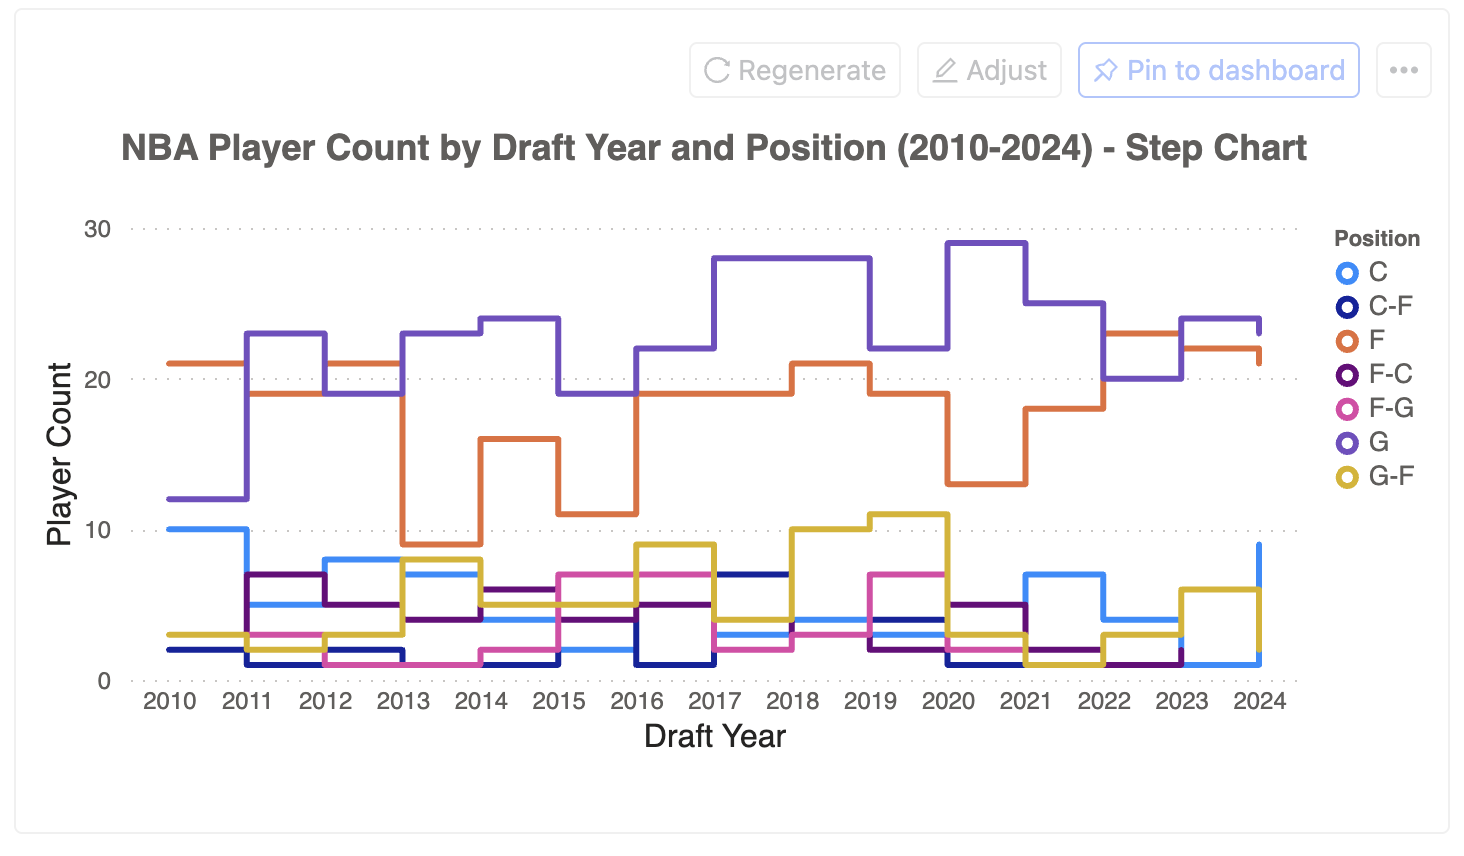 Regenerate Adjust Pin to dashboard
NBA Player Count by Draft Year and Position (2010-2024) - Step Chart
Position
C
C-F
F
F-C
F-G
G
G-F
Player Count
30
20
10
0
2010 2011 2012 2013 2014 2015 2016 2017 2018 2019 2020 2021 2022 2023 2024
Draft Year